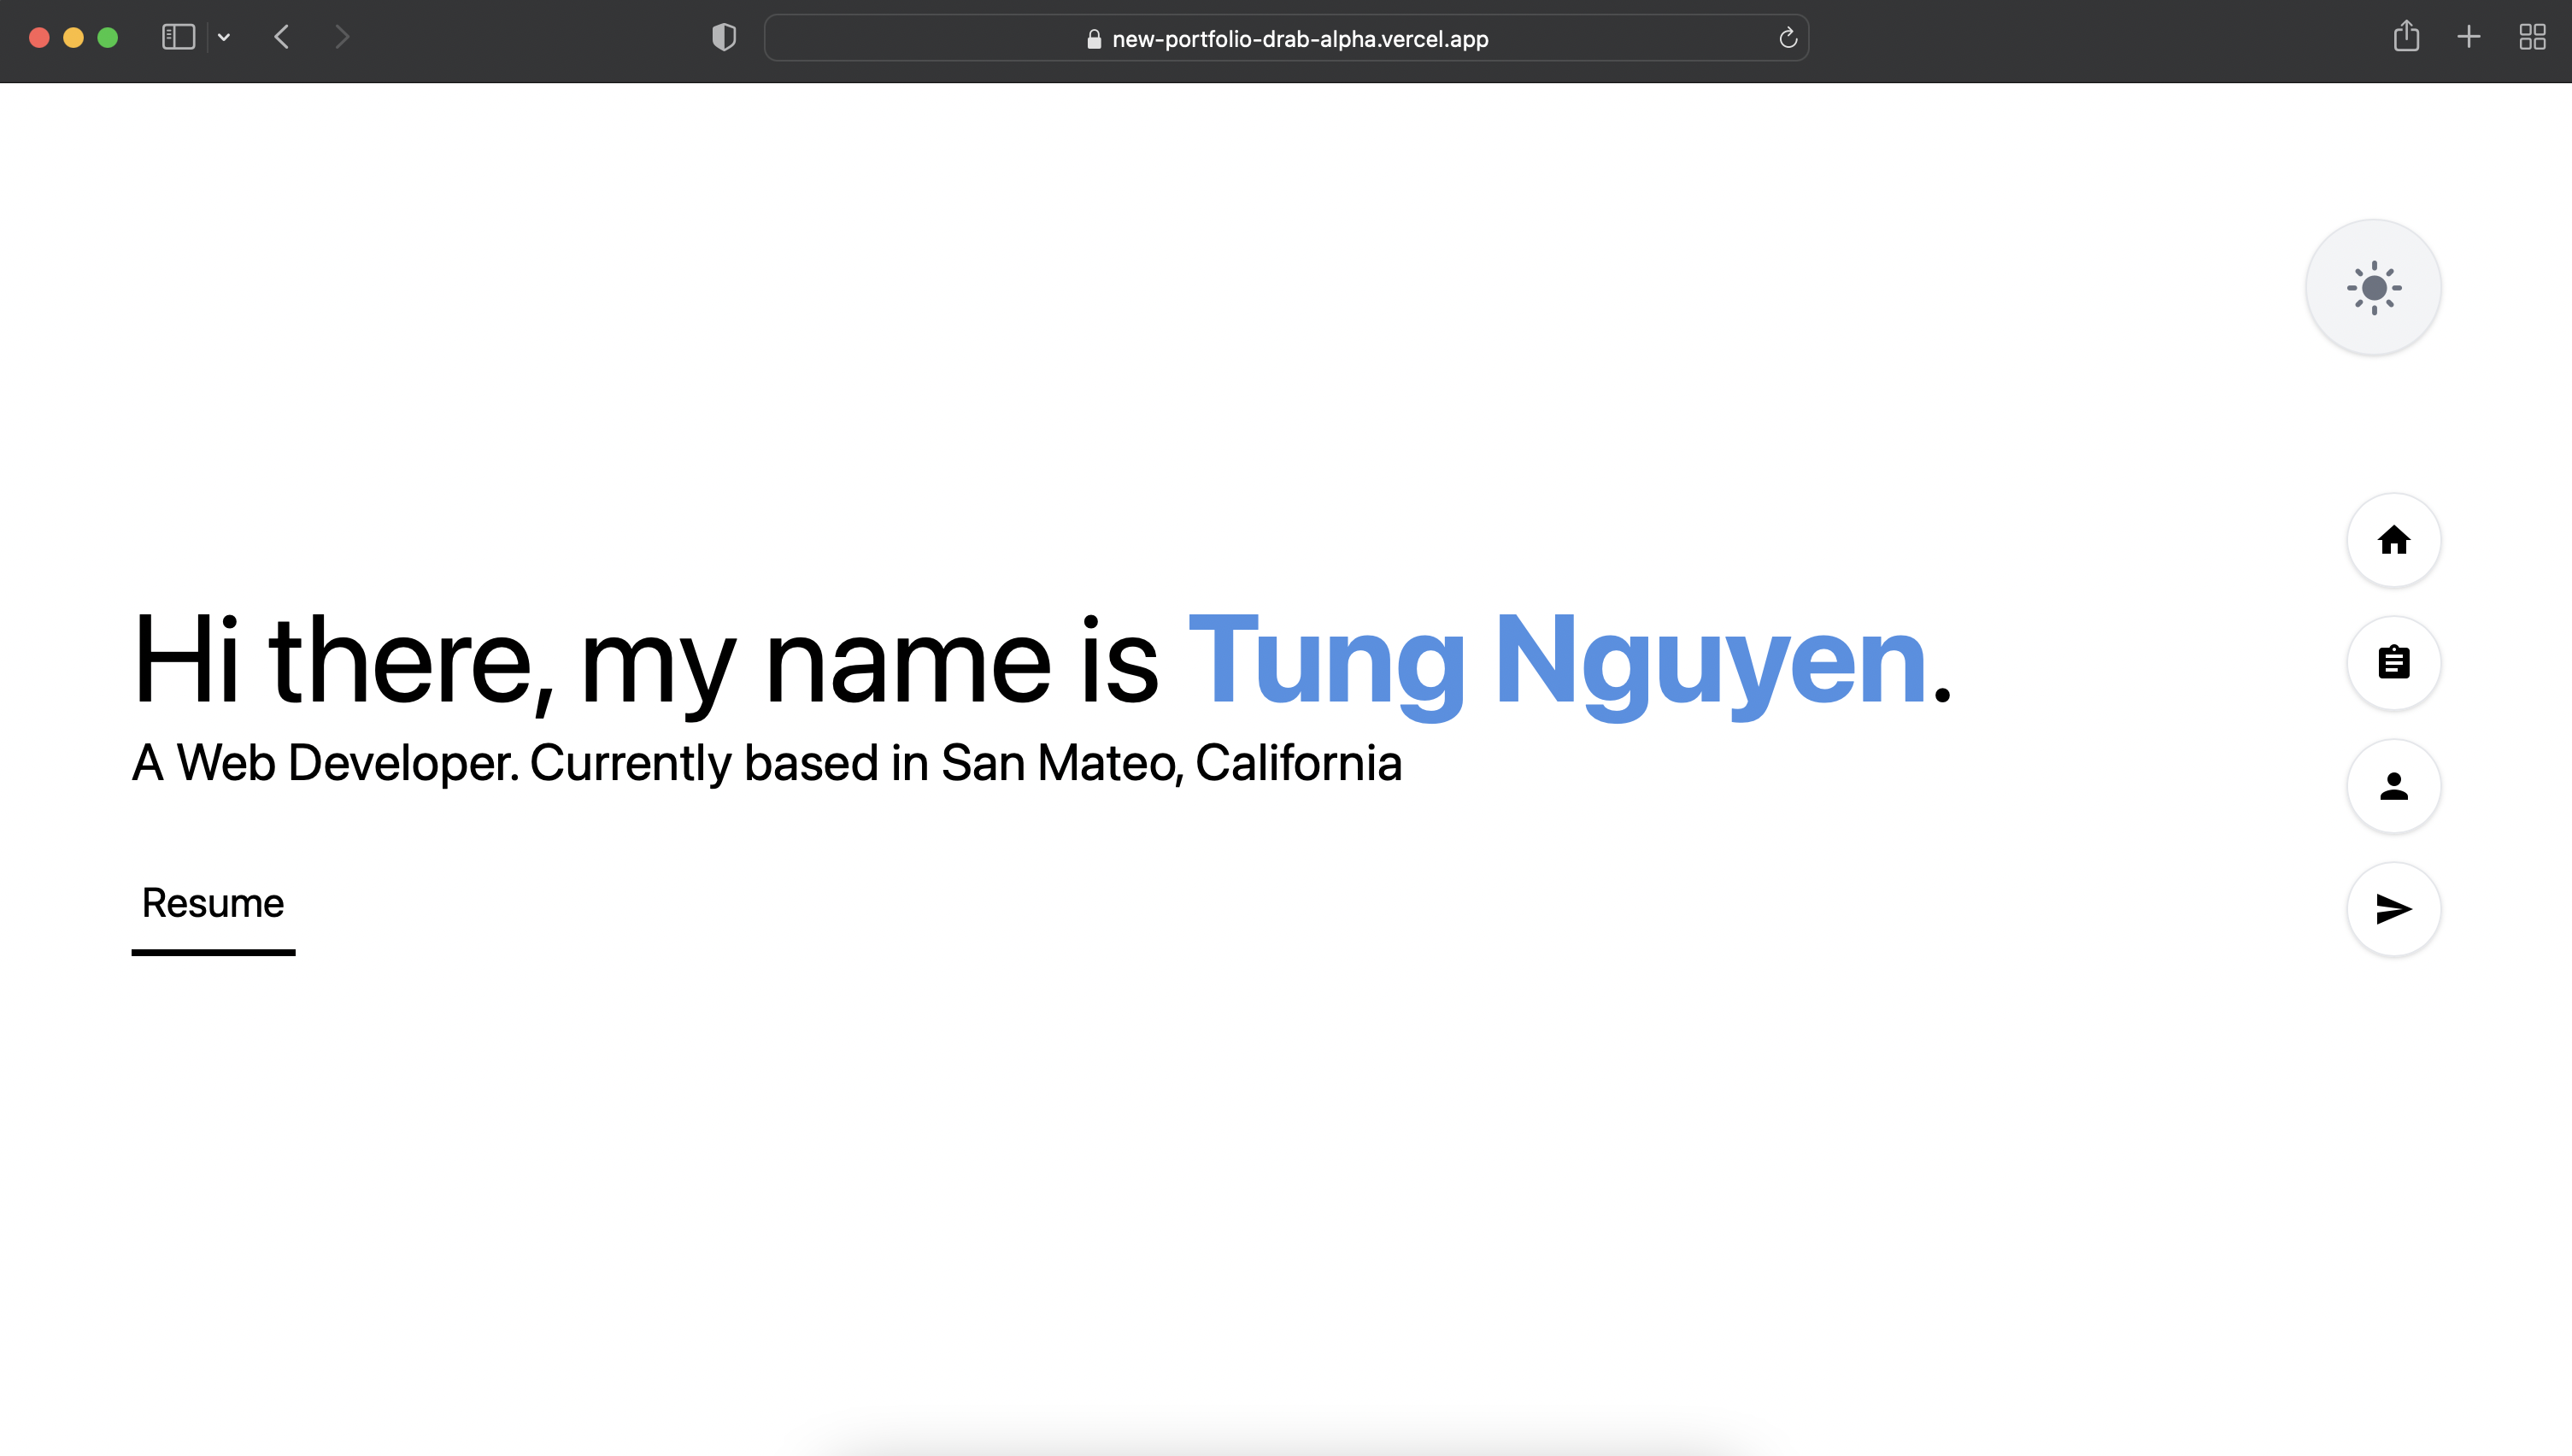 new-portfolio-drab-alpha.vercel.app
Hi there, my name is Tung Nguyen.
A Web Developer. Currently based in San Mateo, California
Resume